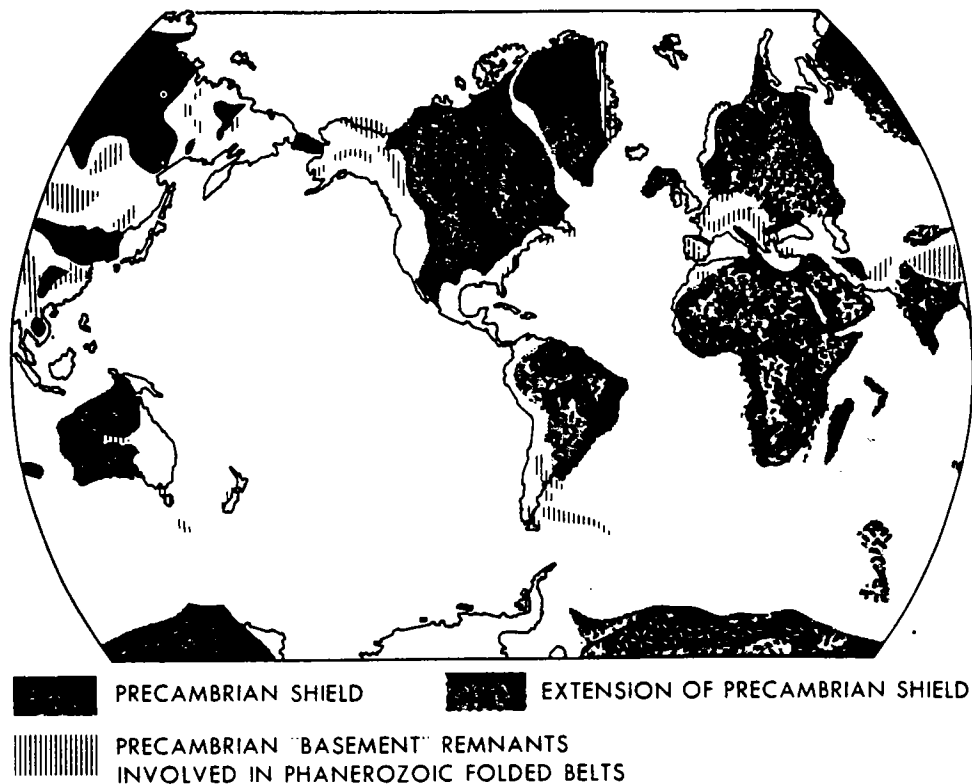 PRECAMBRIAN SHIELD
EXTENSION OF PRECAMBRIAN SHIELD
PRECAMBRIAN "BASEMENT" REMNANTS
INVOLVED IN PHANEROZOIC FOLDED BELTS